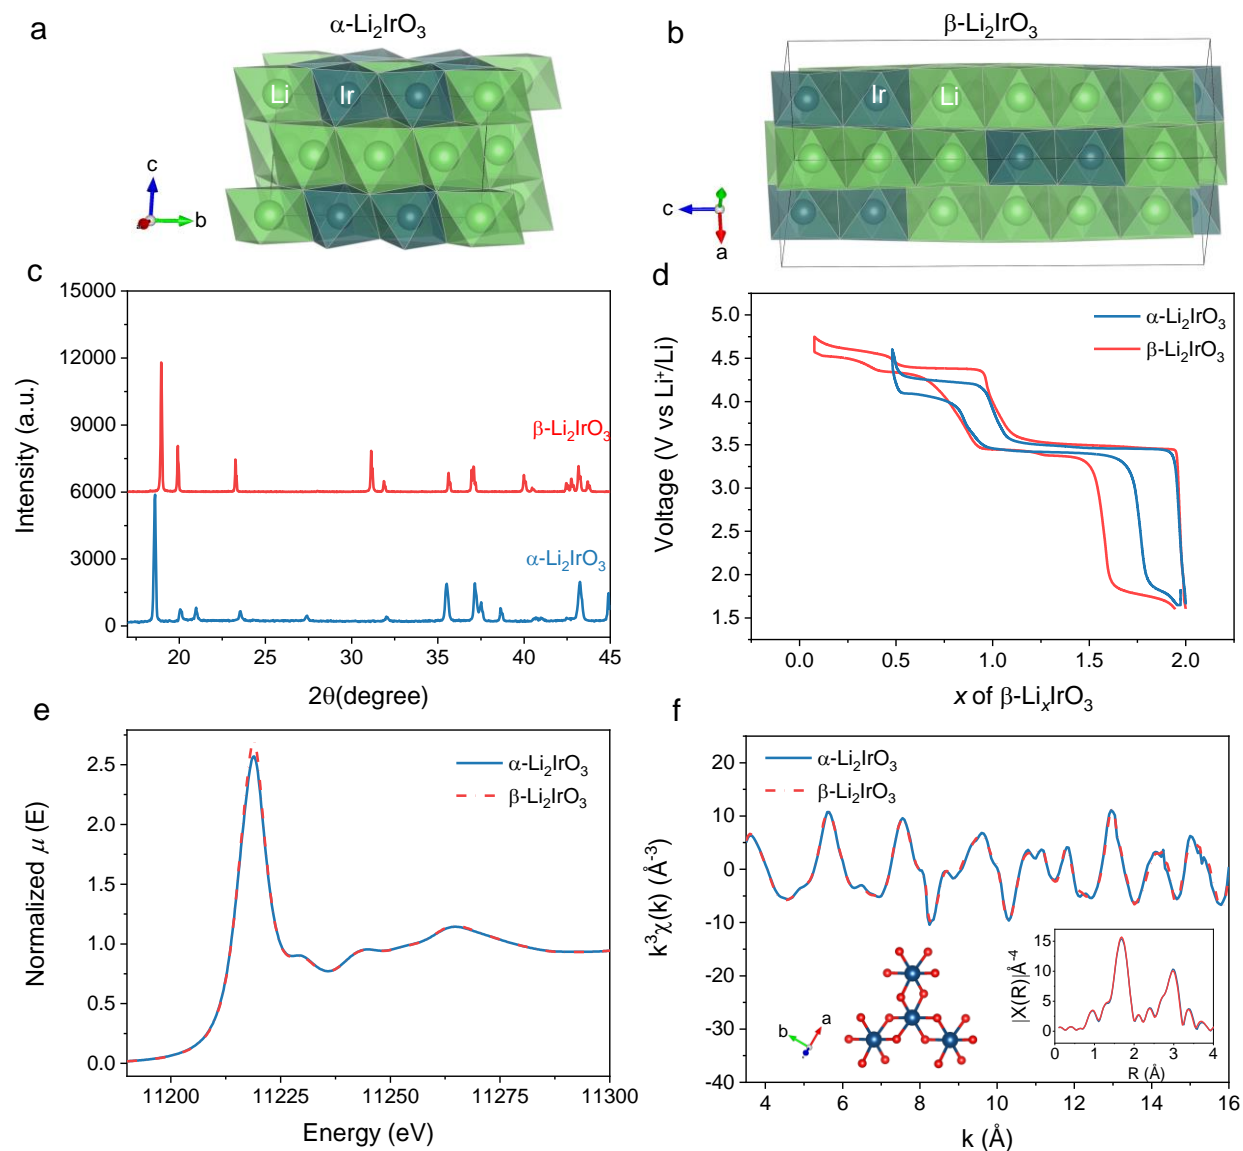 a
α-Li₂IrO₃
b
β-Li₂IrO₃
Li
Ir
Ir
Li
c
b
c
a
c
15000
12000
9000
6000
3000
0
Intensity (a.u.)
β-Li₂IrO₃
α-Li₂IrO₃
20 25 30 35 40 45
2θ(degree)
d
5.0
4.5
4.0
3.5
3.0
2.5
2.0
1.5
Voltage (V vs Li⁺/Li)
α-Li₂IrO₃
β-Li₂IrO₃
0.0 0.5 1.0 1.5 2.0
x of β-LiₓIrO₃
e
2.5
2.0
1.5
1.0
0.5
0.0
Normalized μ (E)
α-Li₂IrO₃
β-Li₂IrO₃
11200 11225 11250 11275 11300
Energy (eV)
f
20
10
0
-10
-20
-30
-40
k³χ(k) (Å⁻³)
α-Li₂IrO₃
β-Li₂IrO₃
b
a
15
10
5
0
|X(R)|Å⁻⁴
0 1 2 3 4
R (Å)
4 6 8 10 12 14 16
k (Å)